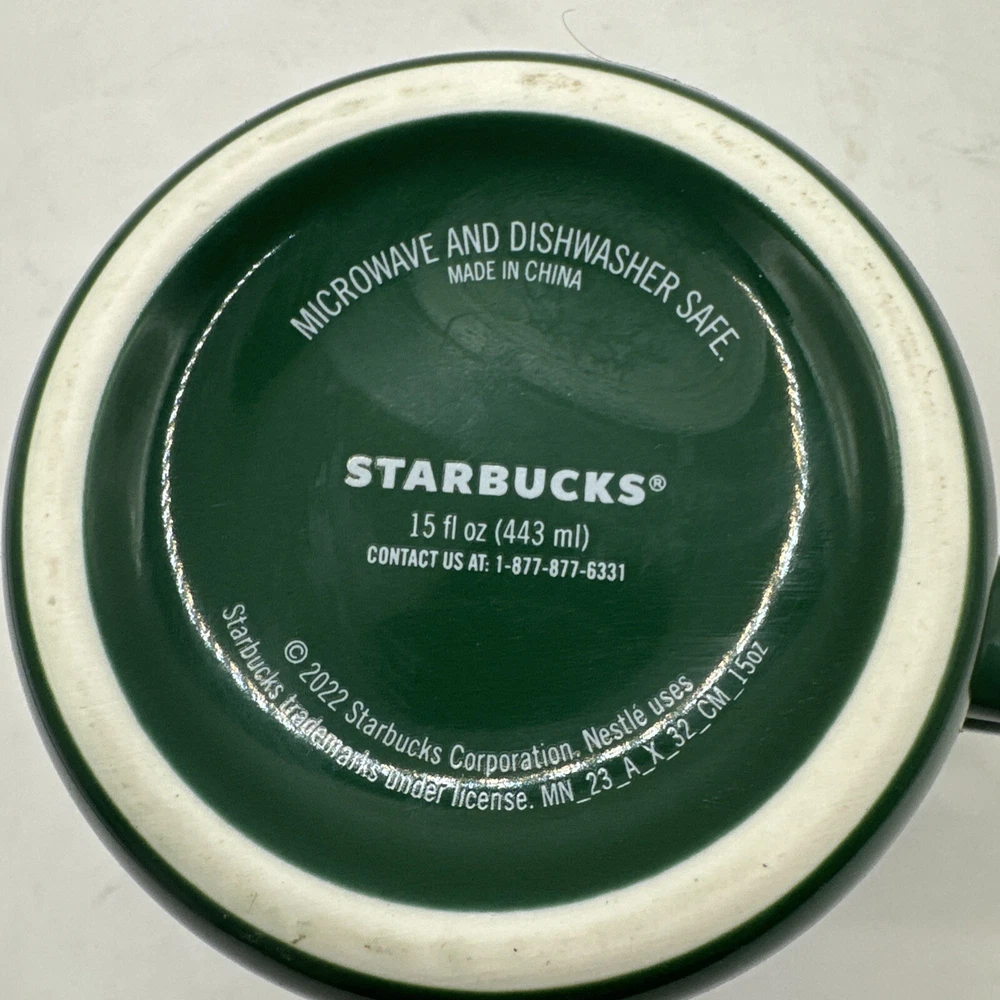 MICROWAVE AND DISHWASHER SAFE.
MADE IN CHINA
STARBUCKS®
15 fl oz (443 ml)
CONTACT US AT: 1-877-877-6331
© 2022 Starbucks Corporation. Nestlé uses
Starbucks trademarks under license. MN_23_A_X_32_CM_15oz